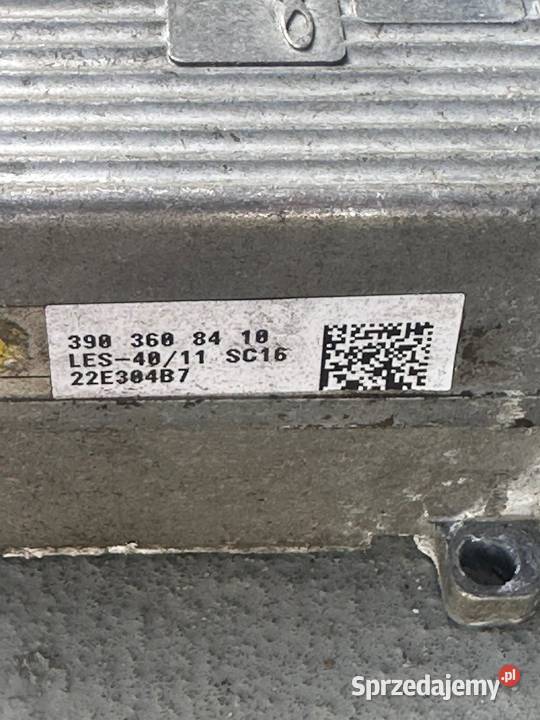 390 360 84 10
LES-40/11 SC16
22E304B7
Sprzedajemy.pl